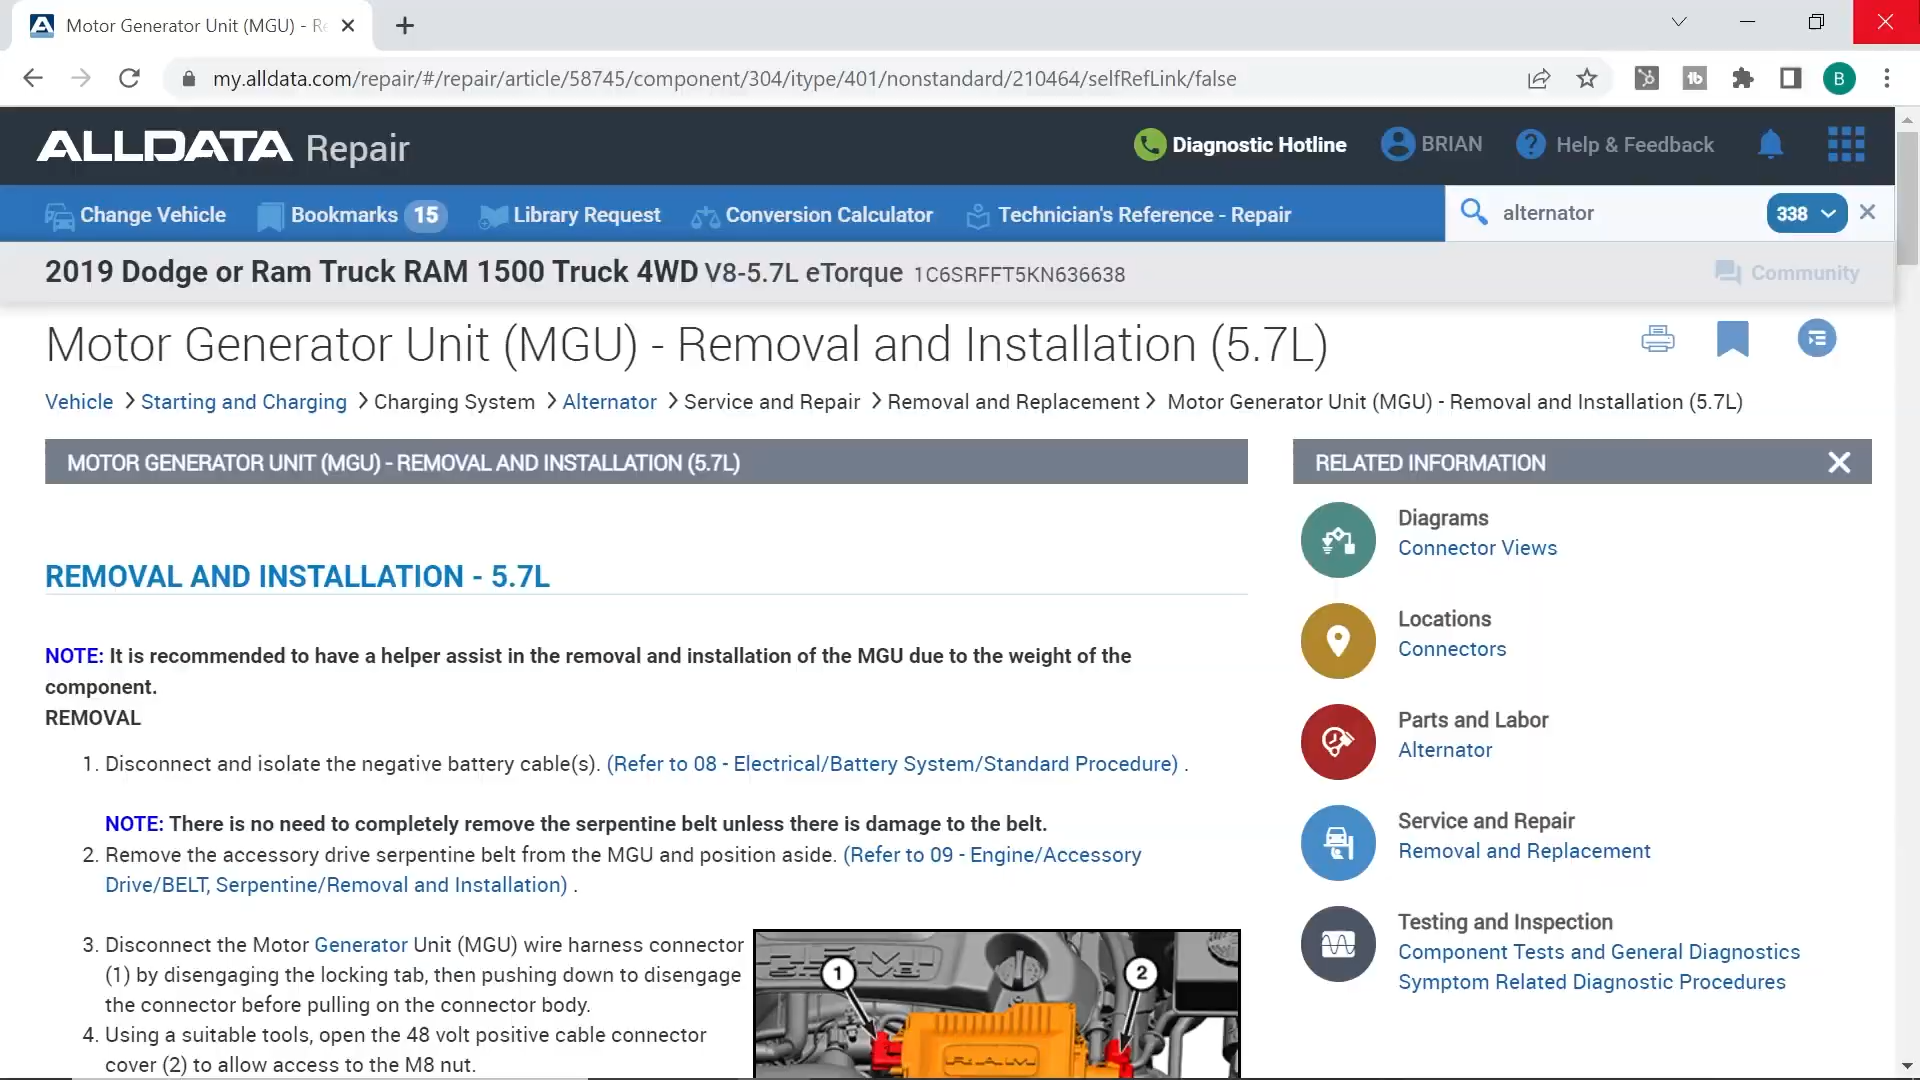 Motor Generator Unit (MGU) - Re
my.alldata.com/repair/#/repair/article/58745/component/304/itype/401/nonstandard/210464/selfRefLink/false
B
ALLDATA Repair
Diagnostic Hotline
BRIAN
Help & Feedback
Change Vehicle
Bookmarks 15
Library Request
Conversion Calculator
Technician's Reference - Repair
alternator
338
2019 Dodge or Ram Truck RAM 1500 Truck 4WD V8-5.7L eTorque 1C6SRFFT5KN636638
Community
Motor Generator Unit (MGU) - Removal and Installation (5.7L)
Vehicle > Starting and Charging > Charging System > Alternator > Service and Repair > Removal and Replacement > Motor Generator Unit (MGU) - Removal and Installation (5.7L)
MOTOR GENERATOR UNIT (MGU) - REMOVAL AND INSTALLATION (5.7L)
REMOVAL AND INSTALLATION - 5.7L
NOTE: It is recommended to have a helper assist in the removal and installation of the MGU due to the weight of the
component.
REMOVAL
1. Disconnect and isolate the negative battery cable(s). (Refer to 08 - Electrical/Battery System/Standard Procedure) .
NOTE: There is no need to completely remove the serpentine belt unless there is damage to the belt.
2. Remove the accessory drive serpentine belt from the MGU and position aside. (Refer to 09 - Engine/Accessory
Drive/BELT, Serpentine/Removal and Installation) .
3. Disconnect the Motor Generator Unit (MGU) wire harness connector
(1) by disengaging the locking tab, then pushing down to disengage
the connector before pulling on the connector body.
4. Using a suitable tools, open the 48 volt positive cable connector
cover (2) to allow access to the M8 nut.
1
2
RAM
RELATED INFORMATION
Diagrams
Connector Views
Locations
Connectors
Parts and Labor
Alternator
Service and Repair
Removal and Replacement
Testing and Inspection
Component Tests and General Diagnostics
Symptom Related Diagnostic Procedures